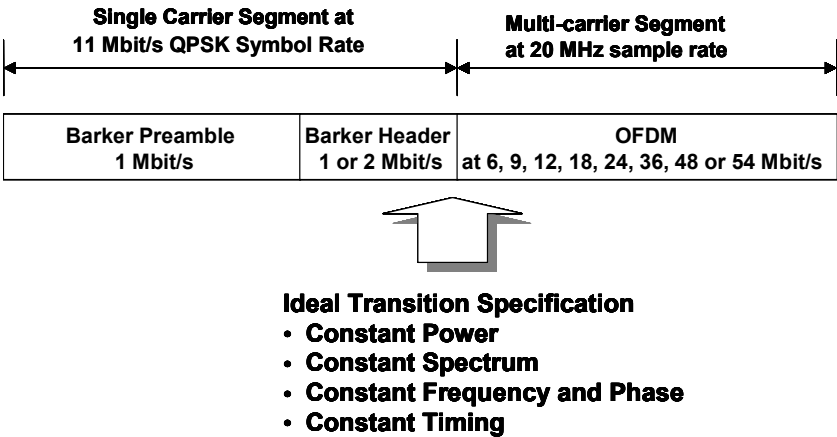 Single Carrier Segment at
11 Mbit/s QPSK Symbol Rate
Multi-carrier Segment
at 20 MHz sample rate
Barker Preamble
1 Mbit/s
Barker Header
1 or 2 Mbit/s
OFDM
at 6, 9, 12, 18, 24, 36, 48 or 54 Mbit/s
Ideal Transition Specification
• Constant Power
• Constant Spectrum
• Constant Frequency and Phase
• Constant Timing